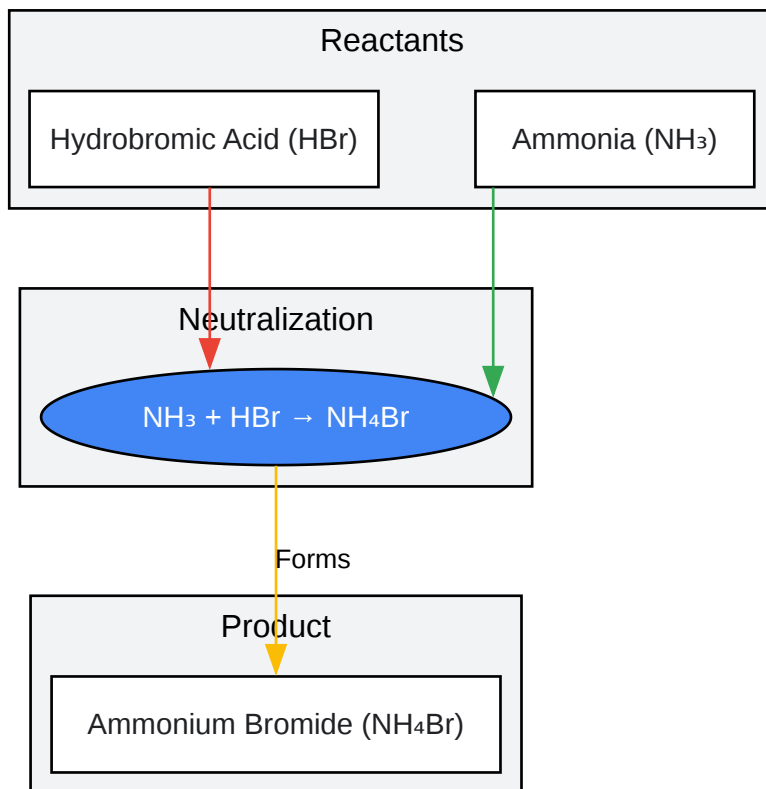 Reactants
Hydrobromic Acid (HBr)
Ammonia (NH₃)
Neutralization
NH₃ + HBr → NH₄Br
Forms
Product
Ammonium Bromide (NH₄Br)